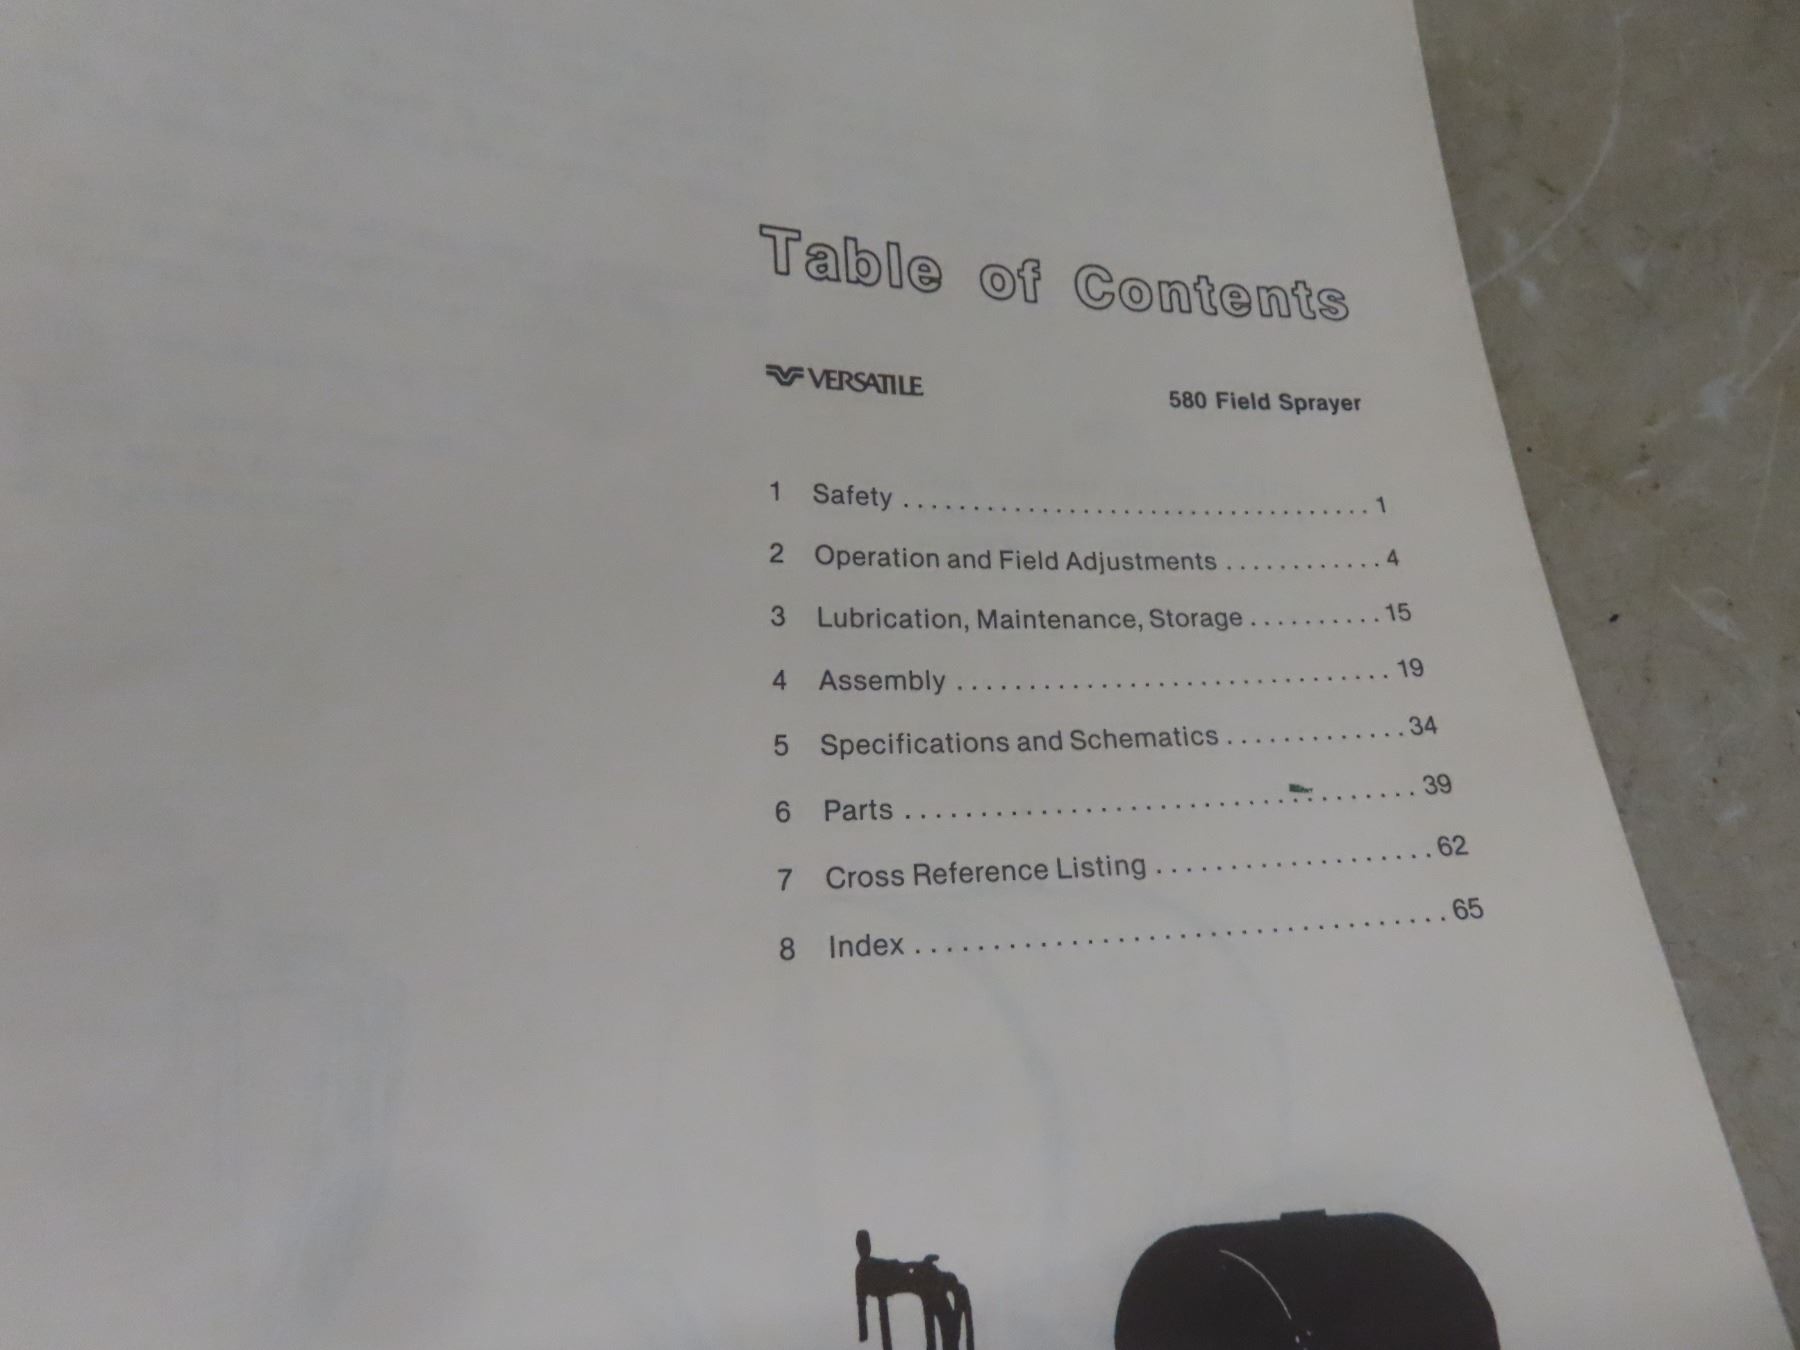 Table of Contents
VERSATILE 580 Field Sprayer
1 Safety .................................. 1
2 Operation and Field Adjustments ............ 4
3 Lubrication, Maintenance, Storage .......... 15
4 Assembly ............................... 19
5 Specifications and Schematics ............. 34
6 Parts .................................. 39
7 Cross Reference Listing ................... 62
8 Index .................................. 65